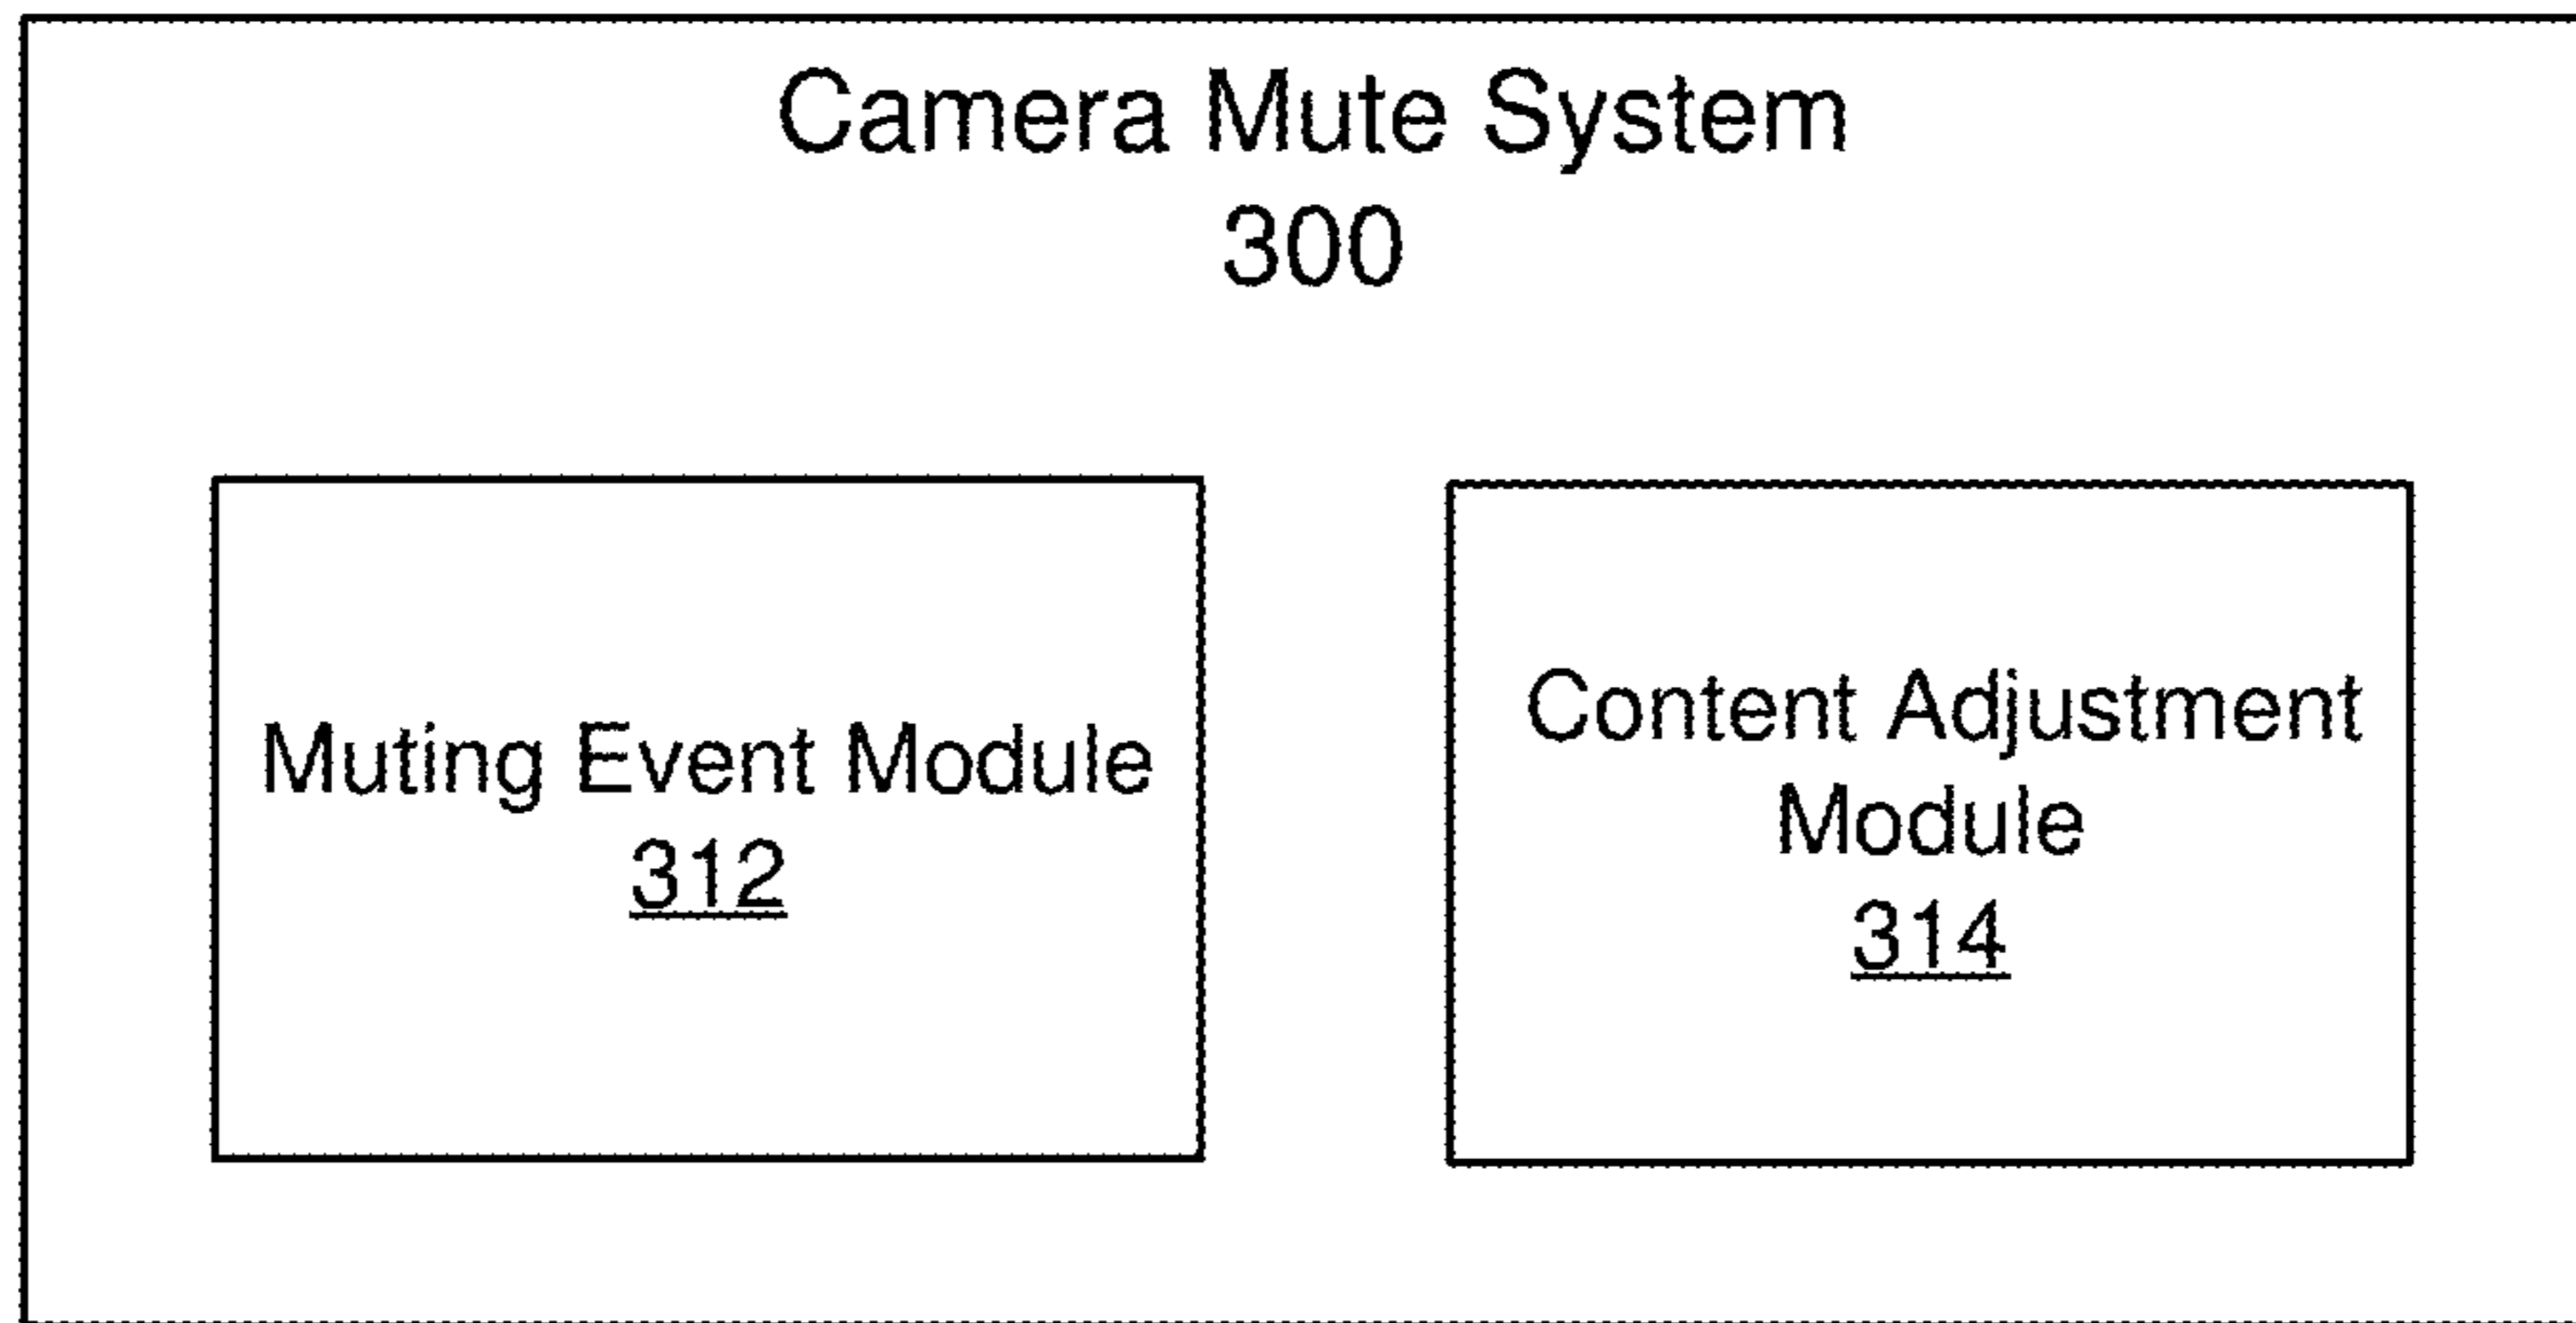 Camera Mute System
300
Muting Event Module
312
Content Adjustment
Module
314